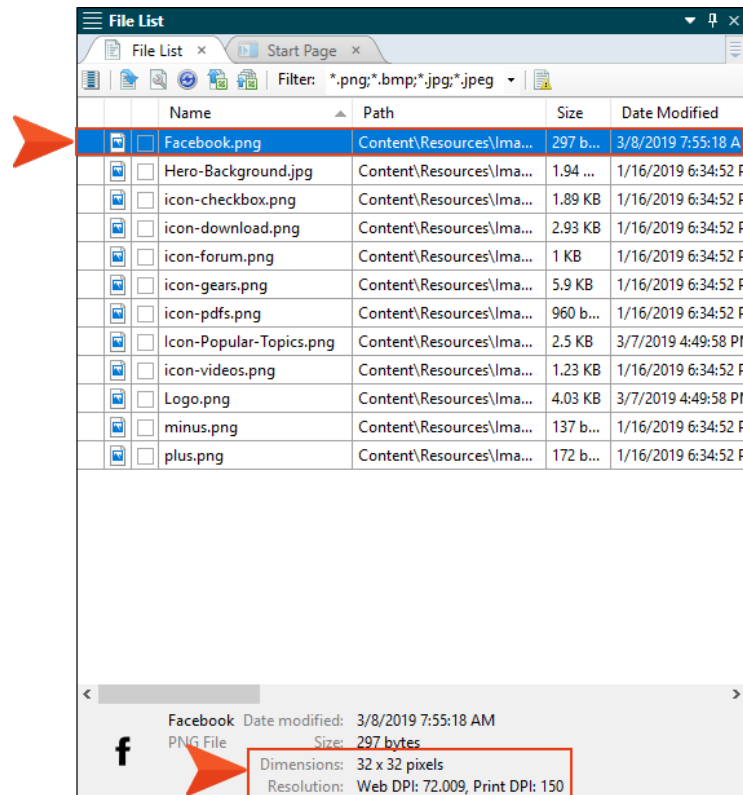 File List
File List × Start Page ×
Filter: *.png;*.bmp;*.jpg;*.jpeg
Name Path Size Date Modified
Facebook.png Content\Resources\Ima... 297 b... 3/8/2019 7:55:18 A
Hero-Background.jpg Content\Resources\Ima... 1.94 ... 1/16/2019 6:34:52 P
icon-checkbox.png Content\Resources\Ima... 1.89 KB 1/16/2019 6:34:52 P
icon-download.png Content\Resources\Ima... 2.93 KB 1/16/2019 6:34:52 P
icon-forum.png Content\Resources\Ima... 1 KB 1/16/2019 6:34:52 P
icon-gears.png Content\Resources\Ima... 5.9 KB 1/16/2019 6:34:52 P
icon-pdfs.png Content\Resources\Ima... 960 b... 1/16/2019 6:34:52 P
Icon-Popular-Topics.png Content\Resources\Ima... 2.5 KB 3/7/2019 4:49:58 PM
icon-videos.png Content\Resources\Ima... 1.23 KB 1/16/2019 6:34:52 P
Logo.png Content\Resources\Ima... 4.03 KB 3/7/2019 4:49:58 PM
minus.png Content\Resources\Ima... 137 b... 1/16/2019 6:34:52 P
plus.png Content\Resources\Ima... 172 b... 1/16/2019 6:34:52 P
Facebook Date modified: 3/8/2019 7:55:18 AM
PNG File Size: 297 bytes
Dimensions: 32 x 32 pixels
Resolution: Web DPI: 72.009, Print DPI: 150